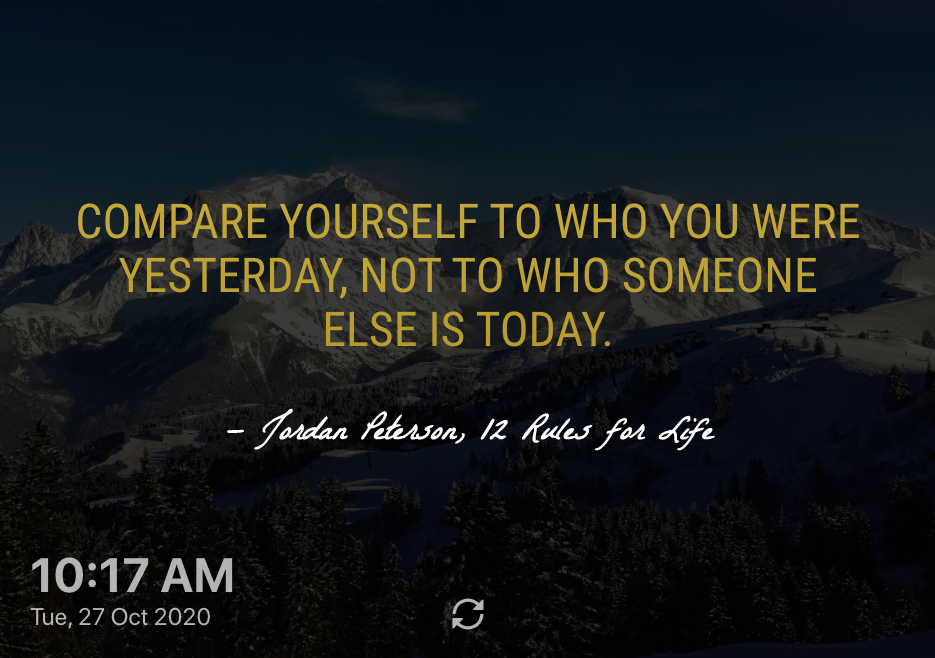 COMPARE YOURSELF TO WHO YOU WERE
YESTERDAY, NOT TO WHO SOMEONE
ELSE IS TODAY.
– Jordan Peterson, 12 Rules for Life
10:17 AM
Tue, 27 Oct 2020